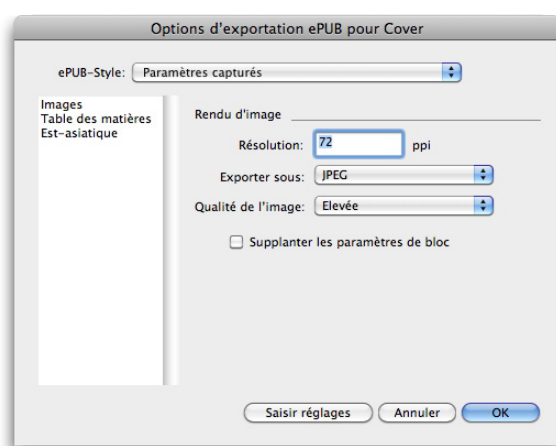 Options d'exportation ePUB pour Cover
ePUB-Style: Paramètres capturés
Images
Table des matières
Est-asiatique
Rendu d'image
Résolution: 72 ppi
Exporter sous: JPEG
Qualité de l'image: Elevée
Supplanter les paramètres de bloc
Saisir réglages Annuler OK